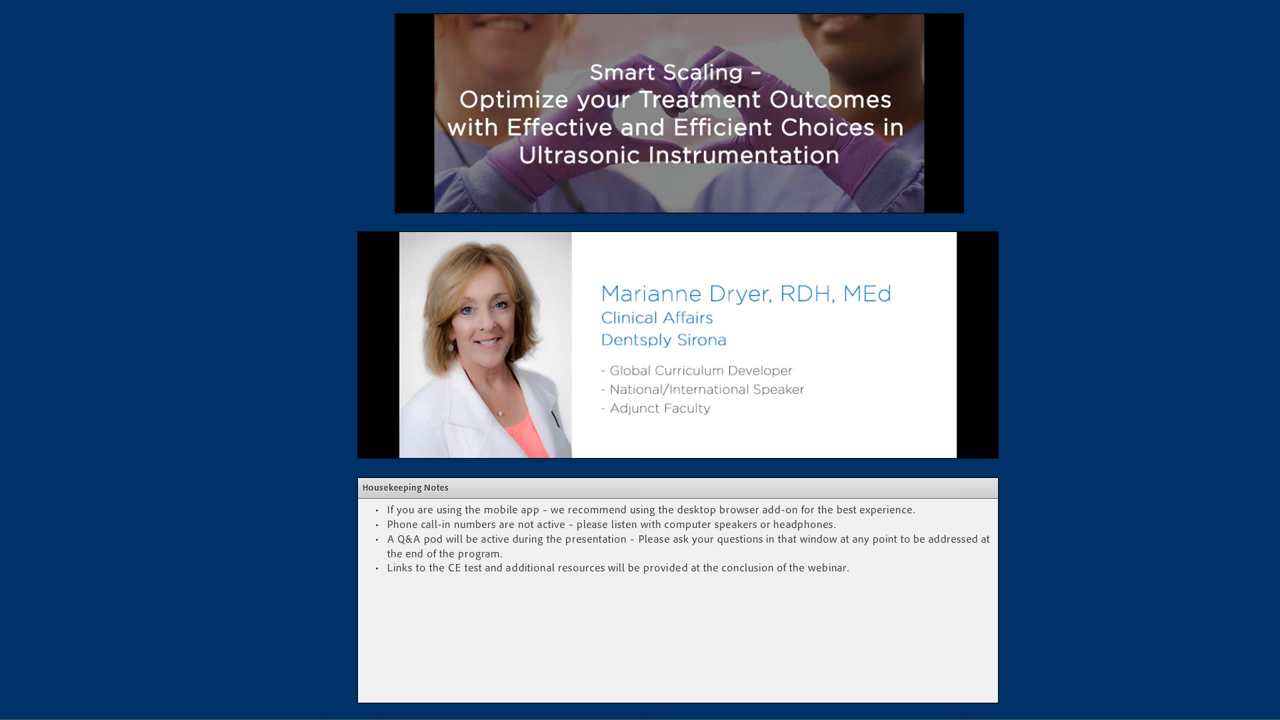 Smart Scaling –
Optimize your Treatment Outcomes
with Effective and Efficient Choices in
Ultrasonic Instrumentation
Marianne Dryer, RDH, MEd
Clinical Affairs
Dentsply Sirona
- Global Curriculum Developer
- National/International Speaker
- Adjunct Faculty
Housekeeping Notes
• If you are using the mobile app – we recommend using the desktop browser add-on for the best experience.
• Phone call-in numbers are not active – please listen with computer speakers or headphones.
• A Q&A pod will be active during the presentation – Please ask your questions in that window at any point to be addressed at
the end of the program.
• Links to the CE test and additional resources will be provided at the conclusion of the webinar.